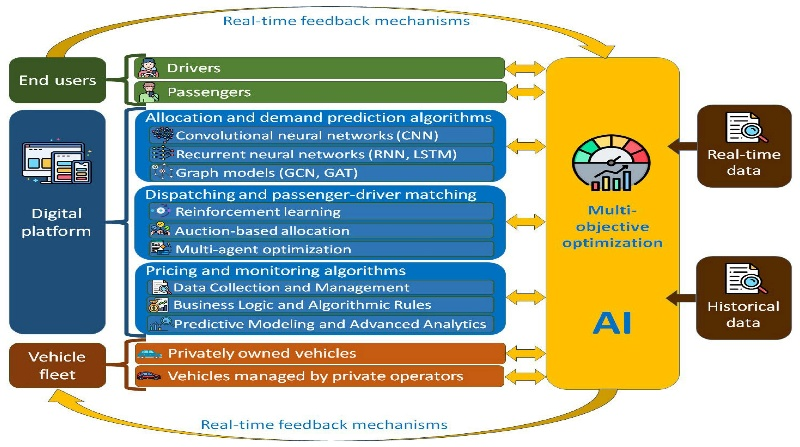 Real-time feedback mechanisms
End users
Drivers
Passengers
Digital
platform
Allocation and demand prediction algorithms
Convolutional neural networks (CNN)
Recurrent neural networks (RNN, LSTM)
Graph models (GCN, GAT)
Dispatching and passenger-driver matching
Reinforcement learning
Auction-based allocation
Multi-agent optimization
Pricing and monitoring algorithms
Data Collection and Management
Business Logic and Algorithmic Rules
Predictive Modeling and Advanced Analytics
Vehicle
fleet
Privately owned vehicles
Vehicles managed by private operators
Multi-
objective
optimization
AI
Real-time
data
Historical
data
Real-time feedback mechanisms